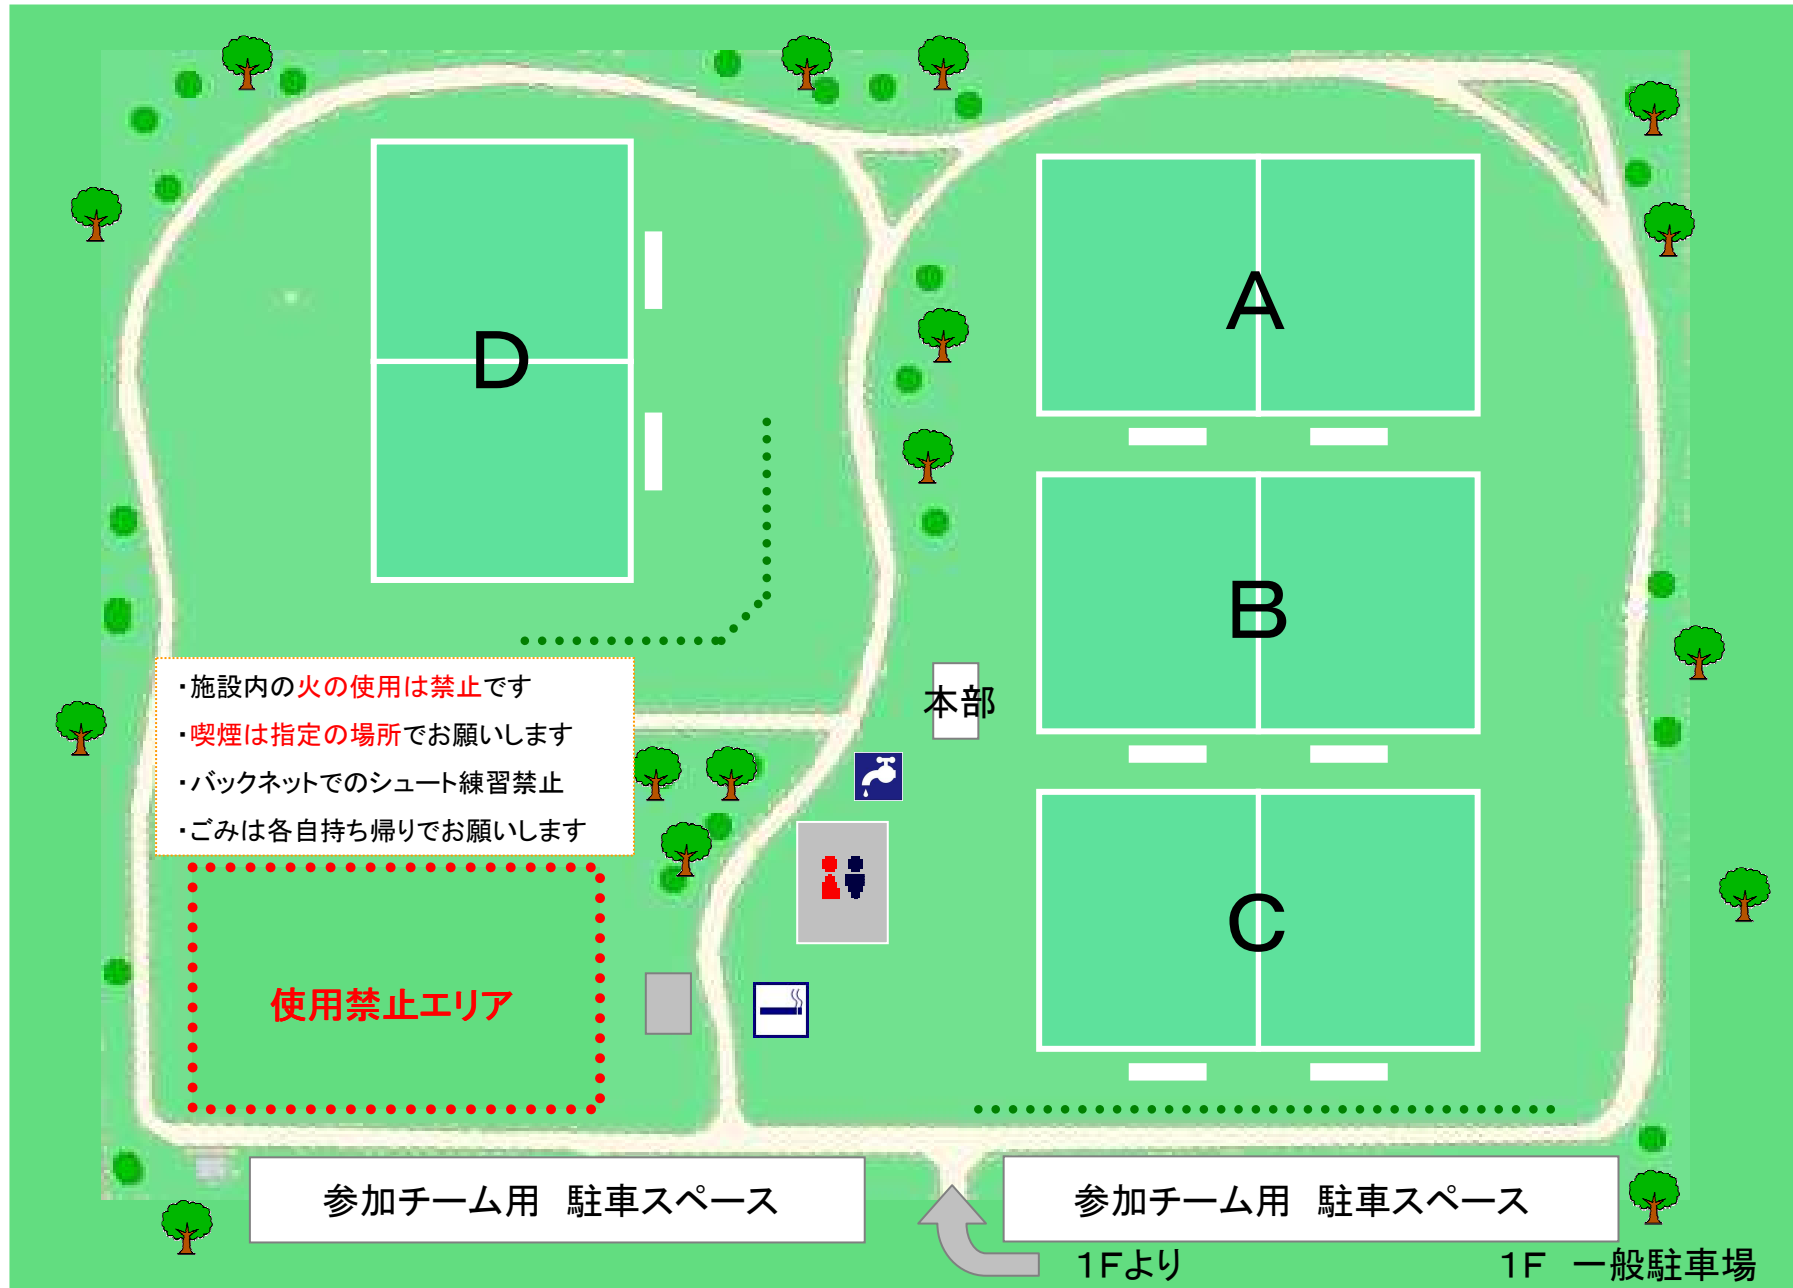 A
D
B
・施設内の火の使用は禁止です
・喫煙は指定の場所でお願いします
・バックネットでのシュート練習禁止
・ごみは各自持ち帰りでお願いします
本部
C
使用禁止エリア
参加チーム用　駐車スペース
参加チーム用　駐車スペース
１Fより
１F　一般駐車場